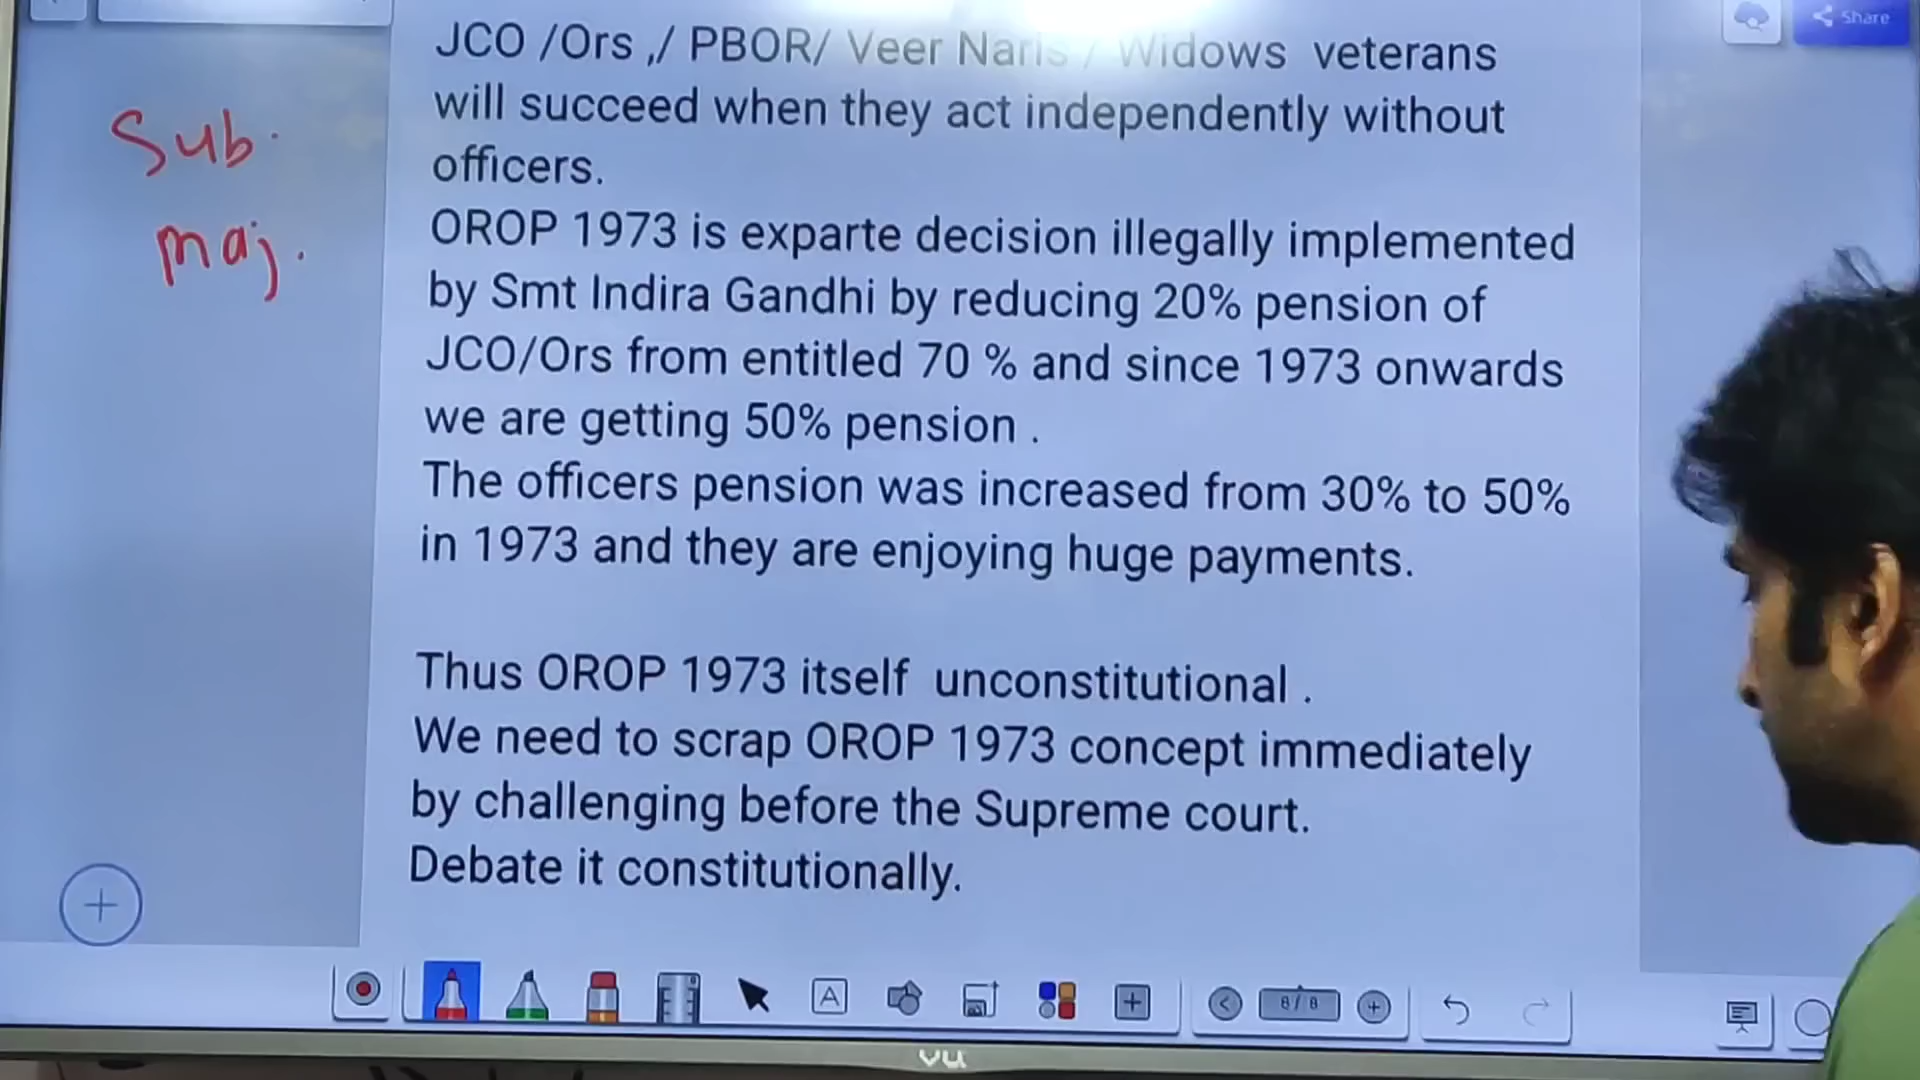 Share
JCO /Ors ,/ PBOR/ Veer Naris / Widows veterans
will succeed when they act independently without
officers.
Sub.
maj.
OROP 1973 is exparte decision illegally implemented
by Smt Indira Gandhi by reducing 20% pension of
JCO/Ors from entitled 70 % and since 1973 onwards
we are getting 50% pension .
The officers pension was increased from 30% to 50%
in 1973 and they are enjoying huge payments.
Thus OROP 1973 itself unconstitutional .
We need to scrap OROP 1973 concept immediately
by challenging before the Supreme court.
Debate it constitutionally.
A
8/8
vu